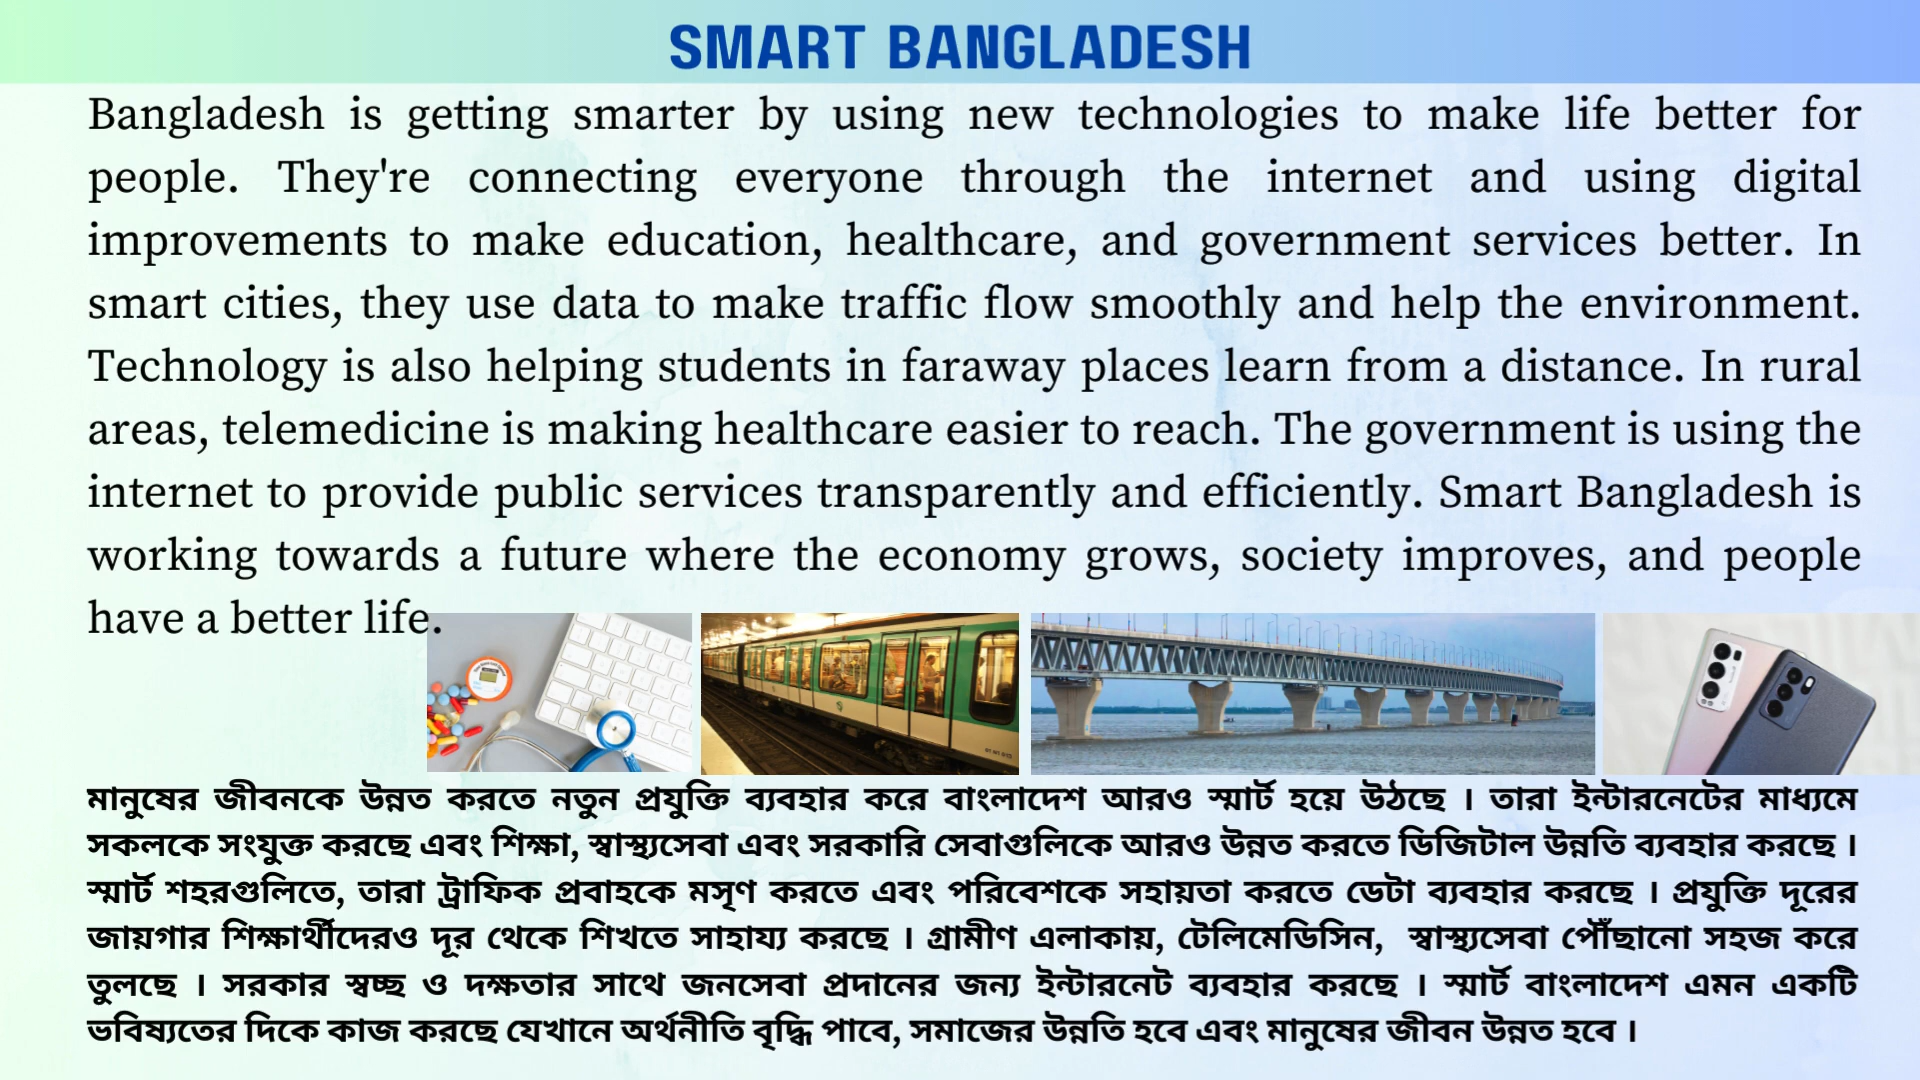 SMART BANGLADESH
Bangladesh is getting smarter by using new technologies to make life better for
people. They're connecting everyone through the internet and using digital
improvements to make education, healthcare, and government services better. In
smart cities, they use data to make traffic flow smoothly and help the environment.
Technology is also helping students in faraway places learn from a distance. In rural
areas, telemedicine is making healthcare easier to reach. The government is using the
internet to provide public services transparently and efficiently. Smart Bangladesh is
working towards a future where the economy grows, society improves, and people
have a better life.
মানুষের জীবনকে উন্নত করতে নতুন প্রযুক্তি ব্যবহার করে বাংলাদেশ আরও স্মার্ট হয়ে উঠছে । তারা ইন্টারনেটের মাধ্যমে
সকলকে সংযুক্ত করছে এবং শিক্ষা, স্বাস্থ্যসেবা এবং সরকারি সেবাগুলিকে আরও উন্নত করতে ডিজিটাল উন্নতি ব্যবহার করছে ।
স্মার্ট শহরগুলিতে, তারা ট্রাফিক প্রবাহকে মসৃণ করতে এবং পরিবেশকে সহায়তা করতে ডেটা ব্যবহার করছে । প্রযুক্তি দূরের
জায়গার শিক্ষার্থীদেরও দূর থেকে শিখতে সাহায্য করছে । গ্রামীণ এলাকায়, টেলিমেডিসিন, স্বাস্থ্যসেবা পৌঁছানো সহজ করে
তুলছে । সরকার স্বচ্ছ ও দক্ষতার সাথে জনসেবা প্রদানের জন্য ইন্টারনেট ব্যবহার করছে । স্মার্ট বাংলাদেশ এমন একটি
ভবিষ্যতের দিকে কাজ করছে যেখানে অর্থনীতি বৃদ্ধি পাবে, সমাজের উন্নতি হবে এবং মানুষের জীবন উন্নত হবে ।